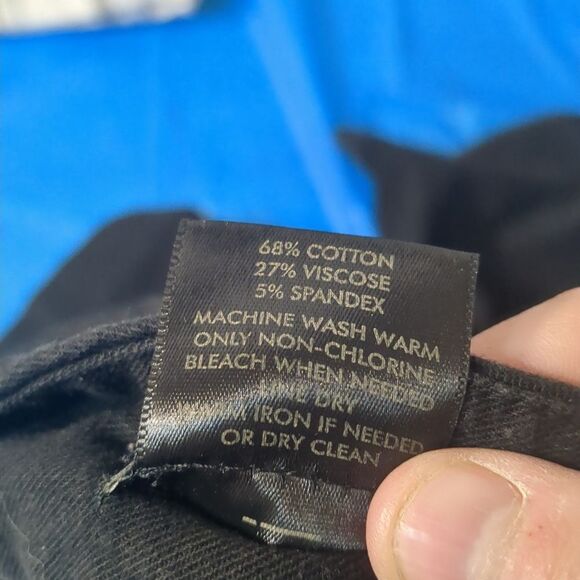 68% COTTON
27% VISCOSE
5% SPANDEX
MACHINE WASH WARM
ONLY NON-CHLORINE
BLEACH WHEN NEEDED
DRY
IRON IF NEEDED
OR DRY CLEAN